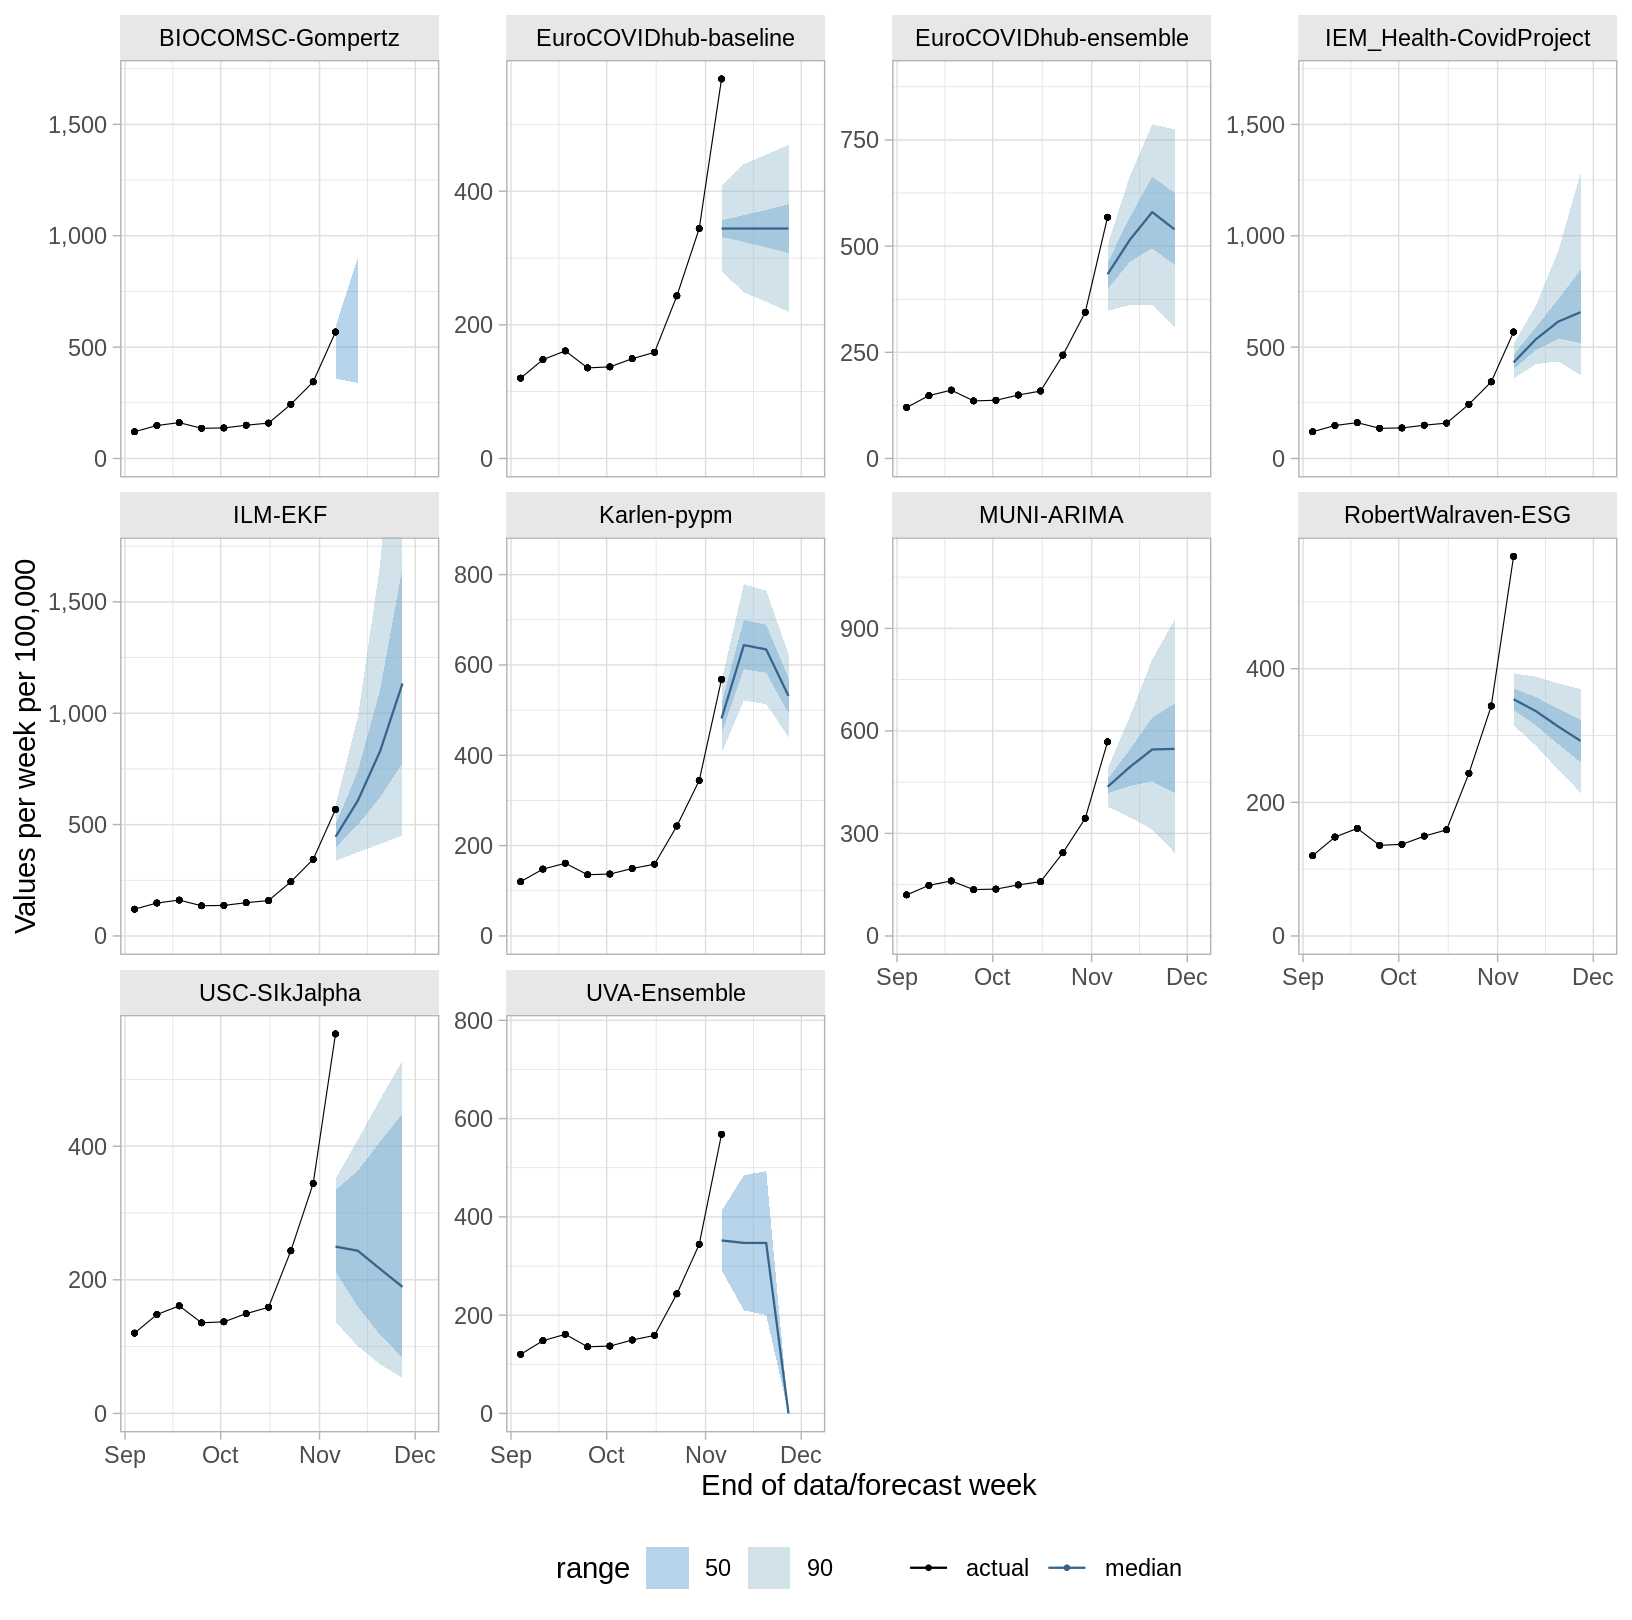 BIOCOMSC-Gompertz
EuroCOVIDhub-baseline
EuroCOVIDhub-ensemble
IEM_Health-CovidProject
1,500
1,000
500
0
400
200
0
750
500
250
0
1,500
1,000
500
0
ILM-EKF
Karlen-pypm
MUNI-ARIMA
RobertWalraven-ESG
Values per week per 100,000
1,500
1,000
500
0
800
600
400
200
0
900
600
300
0
400
200
0
Sep Oct Nov Dec
Sep Oct Nov Dec
USC-SIkJalpha
UVA-Ensemble
400
200
0
800
600
400
200
0
Sep Oct Nov Dec
Sep Oct Nov Dec
End of data/forecast week
range 50 90 actual median